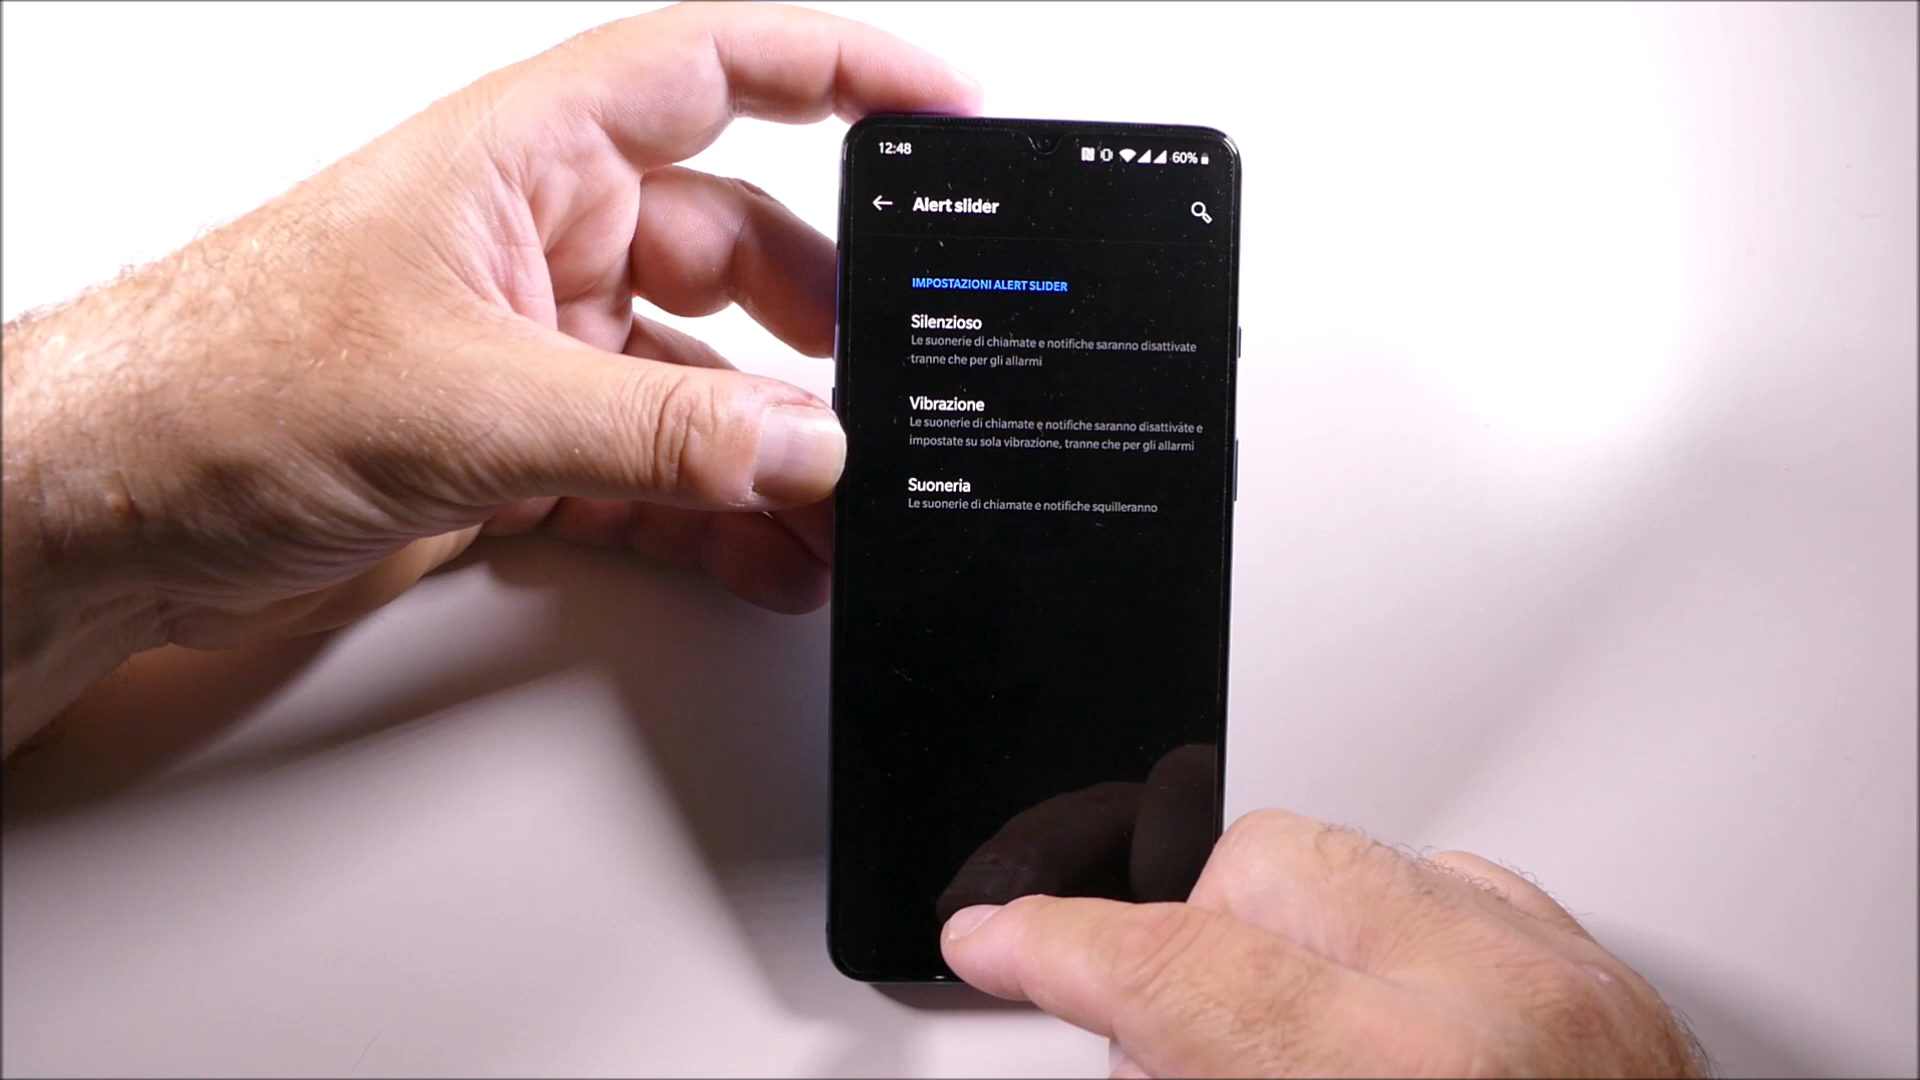 12:48
60%
Alert slider
IMPOSTAZIONI ALERT SLIDER
Silenzioso
Le suonerie di chiamate e notifiche saranno disattivate
tranne che per gli allarmi
Vibrazione
Le suonerie di chiamate e notifiche saranno disattivate e
impostate su sola vibrazione, tranne che per gli allarmi
Suoneria
Le suonerie di chiamate e notifiche squilleranno